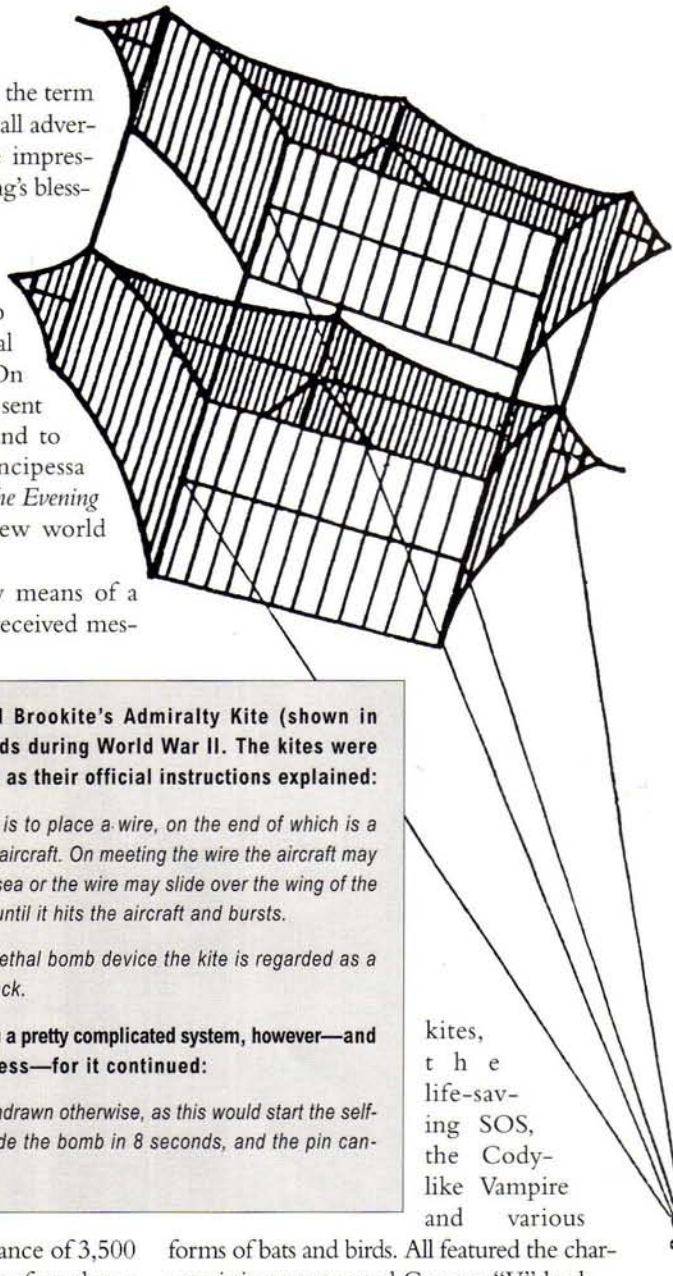 the term
all adver-
e impres-
ng's bless-
o
al
On
sent
nd to
ncipessa
he Evening
ew world
y means of a
eceived mes-
d Brookite's Admiralty Kite (shown in
ds during World War II. The kites were
as their official instructions explained:
is to place a wire, on the end of which is a
aircraft. On meeting the wire the aircraft may
sea or the wire may slide over the wing of the
until it hits the aircraft and bursts.
ethal bomb device the kite is regarded as a
ck.
a pretty complicated system, however—and
ess—for it continued:
drawn otherwise, as this would start the self-
de the bomb in 8 seconds, and the pin can-
ance of 3,500
kites,
the
life-sav-
ing SOS,
the Cody-
like Vampire
and various
forms of bats and birds. All featured the char-